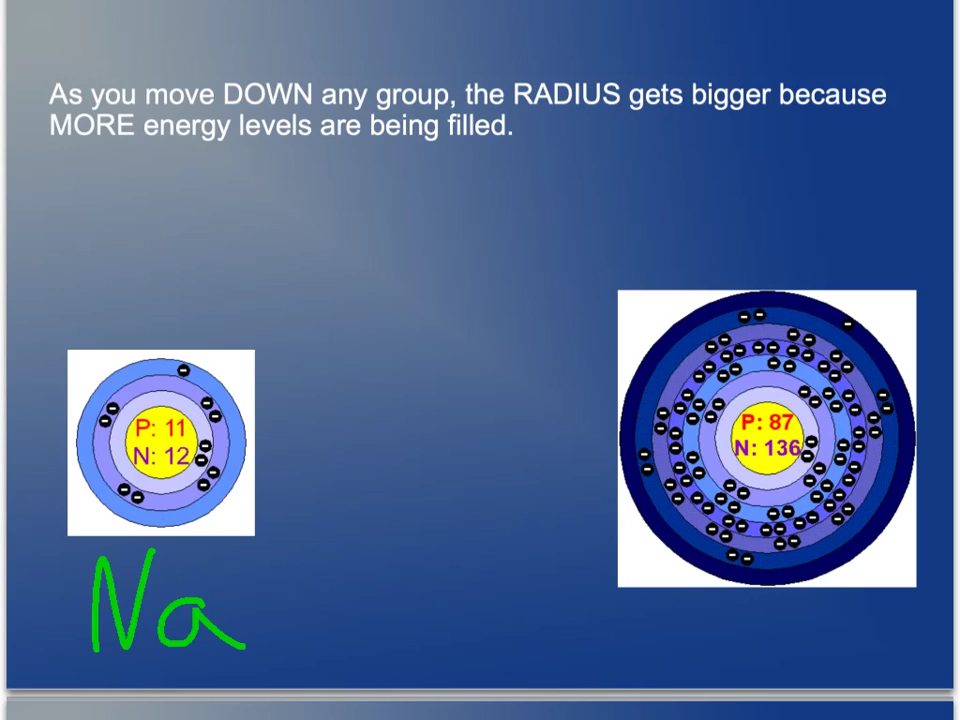 As you move DOWN any group, the RADIUS gets bigger because
MORE energy levels are being filled.
P: 11
N: 12
P: 87
N: 136
Na